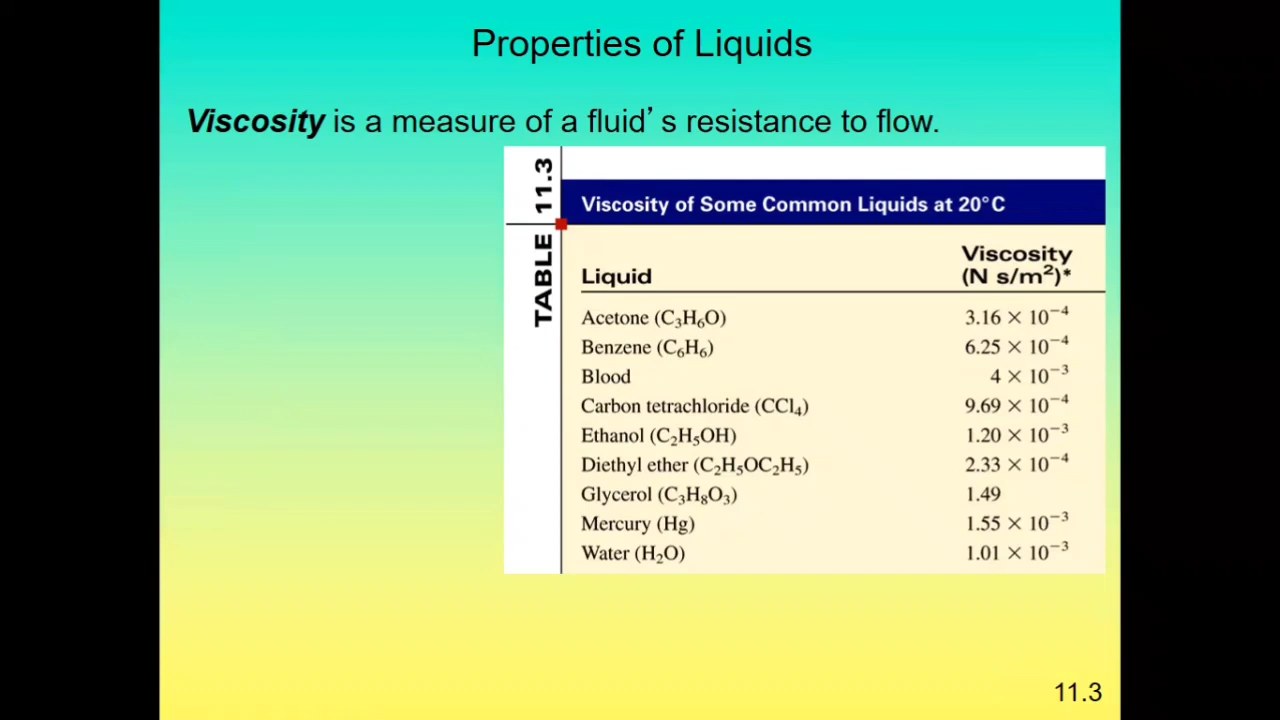 Properties of Liquids
Viscosity is a measure of a fluid’ s resistance to flow.
TABLE 11.3
Viscosity of Some Common Liquids at 20°C
Liquid Viscosity (N s/m²)*
Acetone (C₃H₆O) 3.16 × 10⁻⁴
Benzene (C₆H₆) 6.25 × 10⁻⁴
Blood 4 × 10⁻³
Carbon tetrachloride (CCl₄) 9.69 × 10⁻⁴
Ethanol (C₂H₅OH) 1.20 × 10⁻³
Diethyl ether (C₂H₅OC₂H₅) 2.33 × 10⁻⁴
Glycerol (C₃H₈O₃) 1.49
Mercury (Hg) 1.55 × 10⁻³
Water (H₂O) 1.01 × 10⁻³
11.3